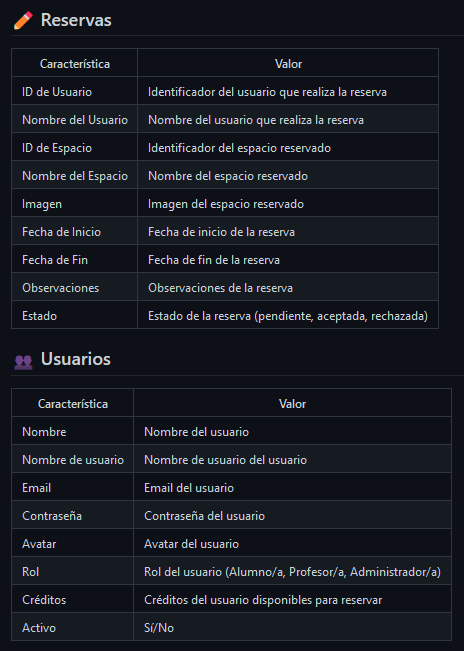 Reservas
Característica Valor
ID de Usuario Identificador del usuario que realiza la reserva
Nombre del Usuario Nombre del usuario que realiza la reserva
ID de Espacio Identificador del espacio reservado
Nombre del Espacio Nombre del espacio reservado
Imagen Imagen del espacio reservado
Fecha de Inicio Fecha de inicio de la reserva
Fecha de Fin Fecha de fin de la reserva
Observaciones Observaciones de la reserva
Estado Estado de la reserva (pendiente, aceptada, rechazada)
Usuarios
Característica Valor
Nombre Nombre del usuario
Nombre de usuario Nombre de usuario del usuario
Email Email del usuario
Contraseña Contraseña del usuario
Avatar Avatar del usuario
Rol Rol del usuario (Alumno/a, Profesor/a, Administrador/a)
Créditos Créditos del usuario disponibles para reservar
Activo Sí/No